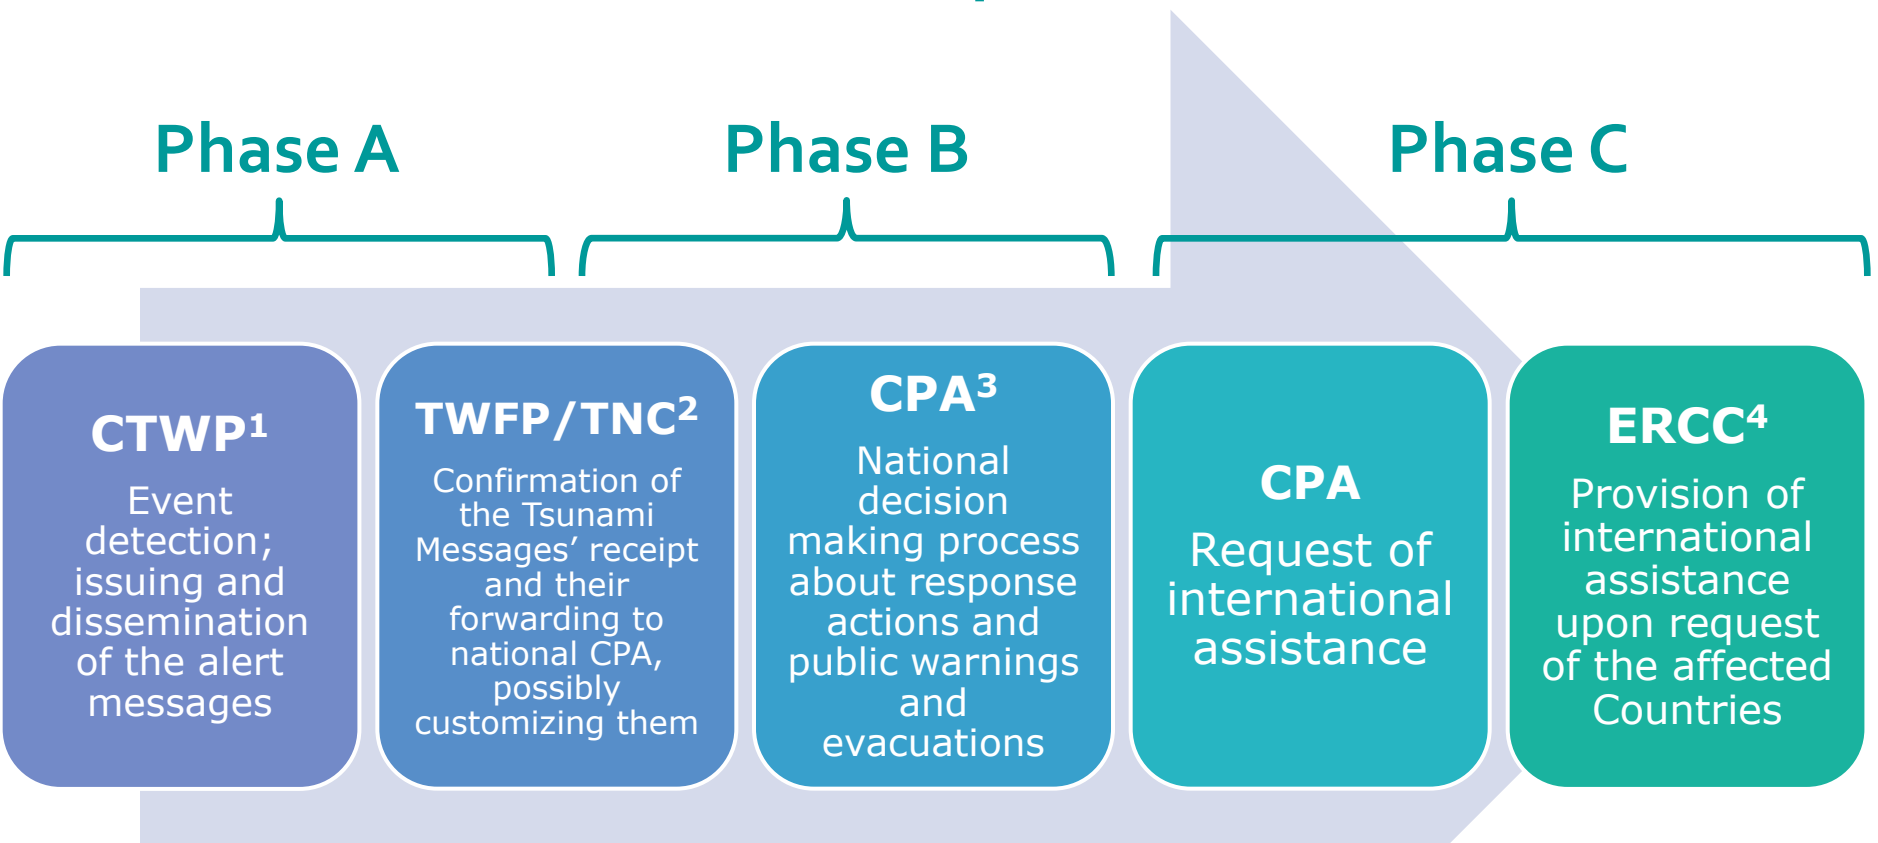 Phase A
Phase B
Phase C
CTWP¹
Event
detection;
issuing and
dissemination
of the alert
messages
TWFP/TNC²
Confirmation of
the Tsunami
Messages’ receipt
and their
forwarding to
national CPA,
possibly
customizing them
CPA³
National
decision
making process
about response
actions and
public warnings
and
evacuations
CPA
Request of
international
assistance
ERCC⁴
Provision of
international
assistance
upon request
of the affected
Countries